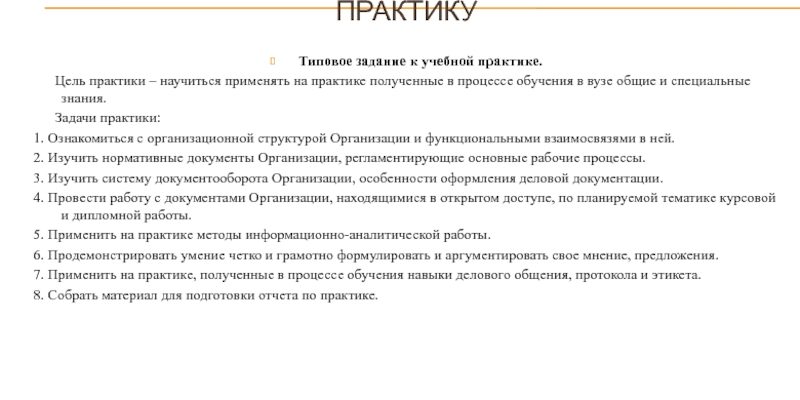 ПРАКТИКУ
Типовое задание к учебной практике.
Цель практики – научиться применять на практике полученные в процессе обучения в вузе общие и специальные
знания.
Задачи практики:
1. Ознакомиться с организационной структурой Организации и функциональными взаимосвязями в ней.
2. Изучить нормативные документы Организации, регламентирующие основные рабочие процессы.
3. Изучить систему документооборота Организации, особенности оформления деловой документации.
4. Провести работу с документами Организации, находящимися в открытом доступе, по планируемой тематике курсовой
и дипломной работы.
5. Применить на практике методы информационно-аналитической работы.
6. Продемонстрировать умение четко и грамотно формулировать и аргументировать свое мнение, предложения.
7. Применить на практике, полученные в процессе обучения навыки делового общения, протокола и этикета.
8. Собрать материал для подготовки отчета по практике.